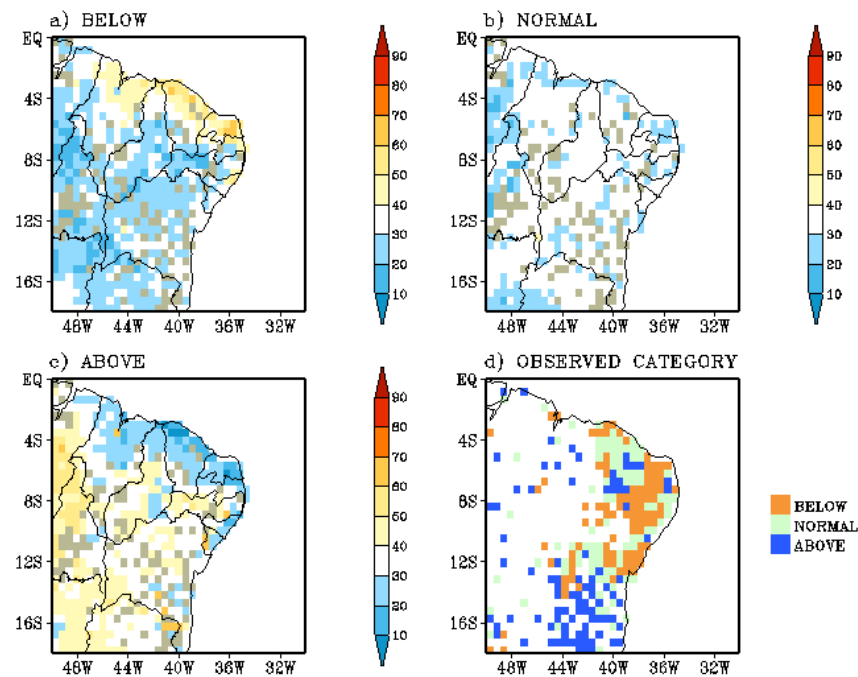 a) BELOW
EQ
4S
8S
12S
16S
48W 44W 40W 36W 32W
90
80
70
60
50
40
30
20
10
b) NORMAL
EQ
4S
8S
12S
16S
48W 44W 40W 36W 32W
90
80
70
60
50
40
30
20
10
c) ABOVE
EQ
4S
8S
12S
16S
48W 44W 40W 36W 32W
90
80
70
60
50
40
30
20
10
d) OBSERVED CATEGORY
EQ
4S
8S
12S
16S
48W 44W 40W 36W 32W
BELOW
NORMAL
ABOVE